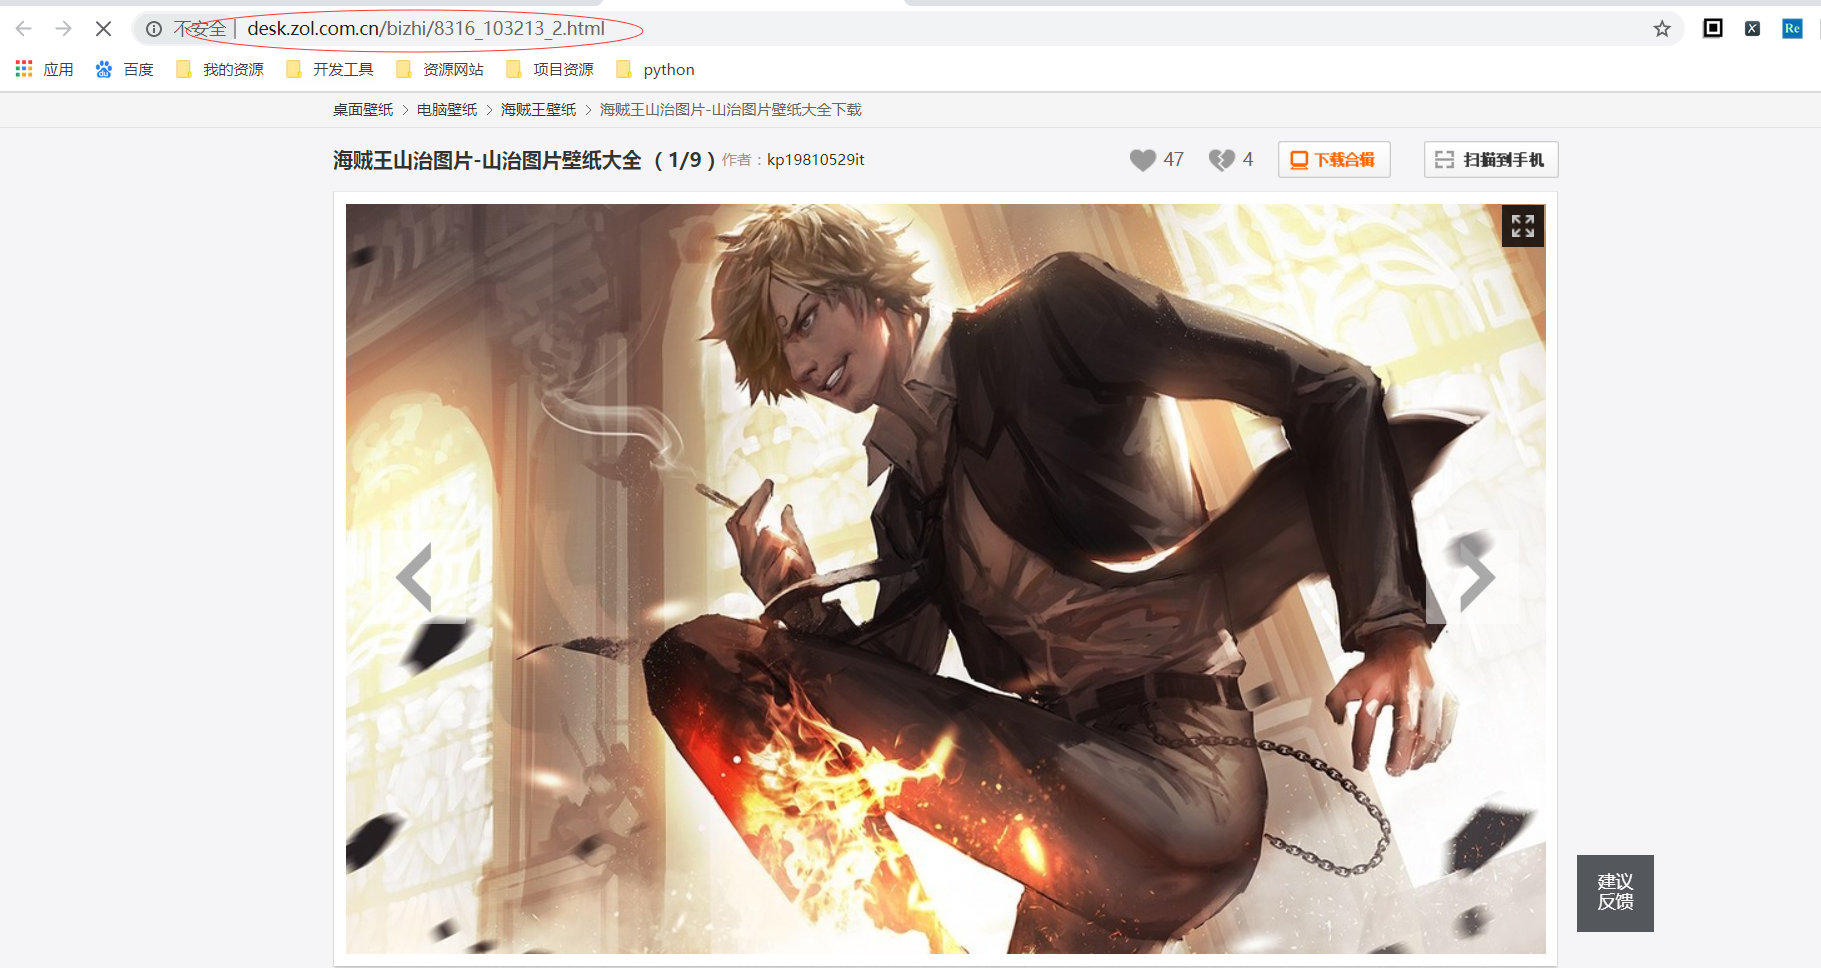 不安全 | desk.zol.com.cn/bizhi/8316_103213_2.html
Re
应用 百度 我的资源 开发工具 资源网站 项目资源 python
桌面壁纸 > 电脑壁纸 > 海贼王壁纸 > 海贼王山治图片-山治图片壁纸大全下载
海贼王山治图片-山治图片壁纸大全 ( 1/9 ) 作者：kp19810529it 47 4 下载合辑 扫描到手机
建议
反馈